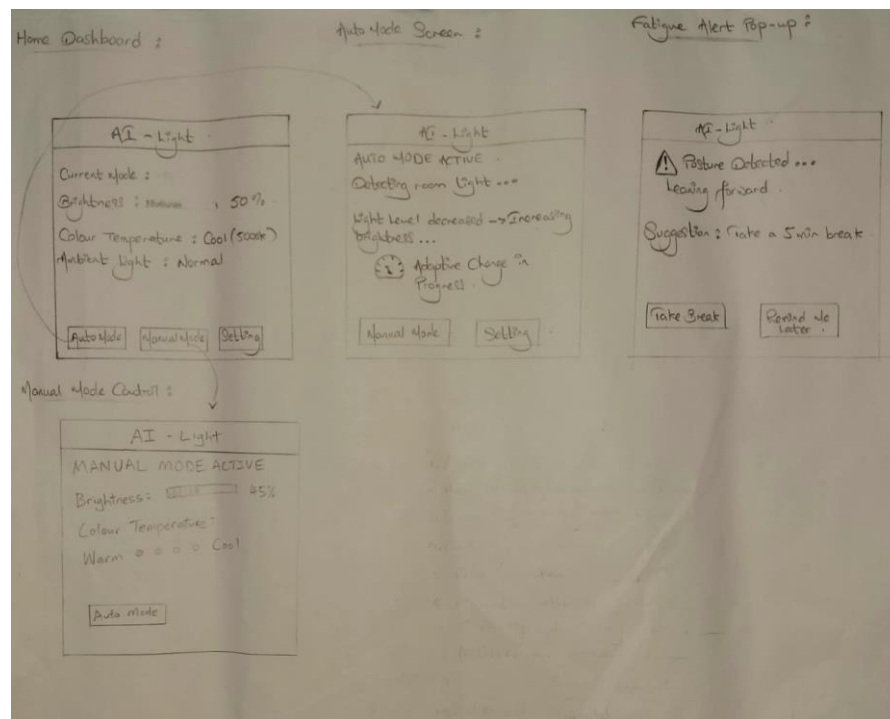 Home Dashboard :
AI - Light
Current Mode :
Brightness : , 50%
Colour Temperature : Cool (5000K)
Ambient Light : Normal
Auto Mode Manual Mode Setting
Auto Mode Screen :
AI - Light
AUTO MODE ACTIVE
Detecting room Light ...
Light Level decreased -> Increasing
brightness ...
Adaptive Change in
Progress.
Manual Mode Setting
Fatigue Alert Pop-up :
AI - Light
Posture Detected ...
Leaning forward.
Suggestion : Take a 5 min break
Take Break Remind Me
Later.
Manual Mode Control :
AI - Light
MANUAL MODE ACTIVE
Brightness : 45%
Colour Temperature :
Warm Cool
Auto Mode